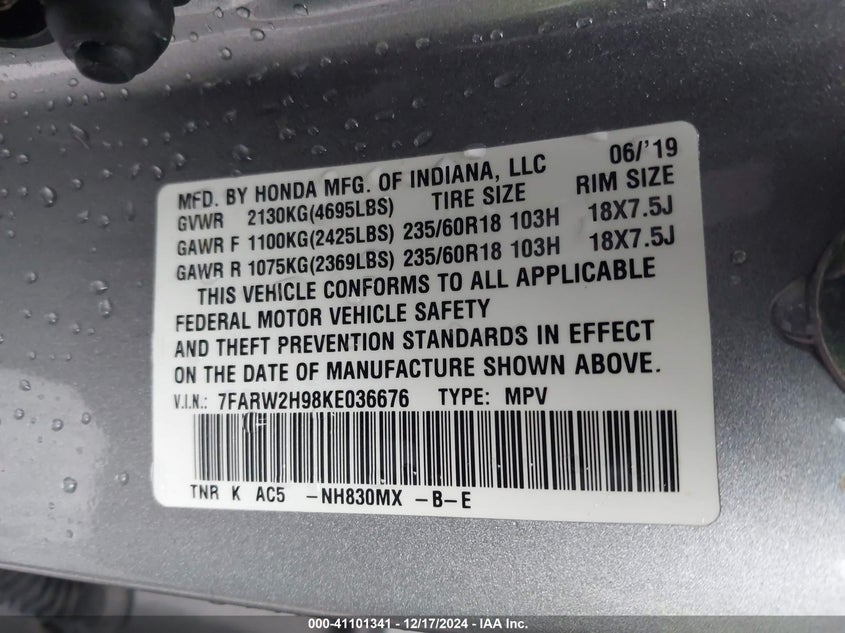 MFD. BY HONDA MFG. OF INDIANA, LLC 06/'19
GVWR 2130KG(4695LBS) TIRE SIZE RIM SIZE
GAWR F 1100KG(2425LBS) 235/60R18 103H 18X7.5J
GAWR R 1075KG(2369LBS) 235/60R18 103H 18X7.5J
THIS VEHICLE CONFORMS TO ALL APPLICABLE
FEDERAL MOTOR VEHICLE SAFETY
AND THEFT PREVENTION STANDARDS IN EFFECT
ON THE DATE OF MANUFACTURE SHOWN ABOVE.
V.I.N.: 7FARW2H98KE036676 TYPE: MPV
TNR K AC5 -NH830MX -B-E
000-41101341 - 12/17/2024 - IAA Inc.